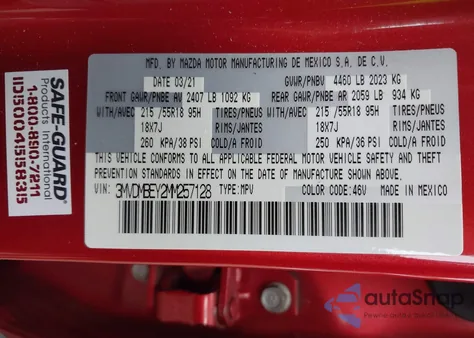 MFD. BY MAZDA MOTOR MANUFACTURING DE MEXICO S.A. DE C.V.
DATE 03/21 GVWR/PNBV 4460 LB 2023 KG
FRONT GAWR/PNBE AV 2407 LB 1092 KG REAR GAWR/PNBE AR 2059 LB 934 KG
WITH/AVEC 215 /55R18 95H TIRES/PNEUS WITH/AVEC 215 /55R18 95H TIRES/PNEUS
18X7J RIMS/JANTES 18X7J RIMS/JANTES
260 KPA/38 PSI COLD/A FROID 250 KPA/36 PSI COLD/A FROID
THIS VEHICLE CONFORMS TO ALL APPLICABLE FEDERAL MOTOR VEHICLE SAFETY AND
THEFT PREVENTION STANDARDS IN EFFECT ON THE DATE OF MANUFACTURE SHOWN ABOVE.
VIN: 3MVDMBEY2MM257128 TYPE: MPV COLOR CODE: 46V MADE IN MEXICO
SAFE-GUARD
Products International
1-800-890-7211
autoSnap